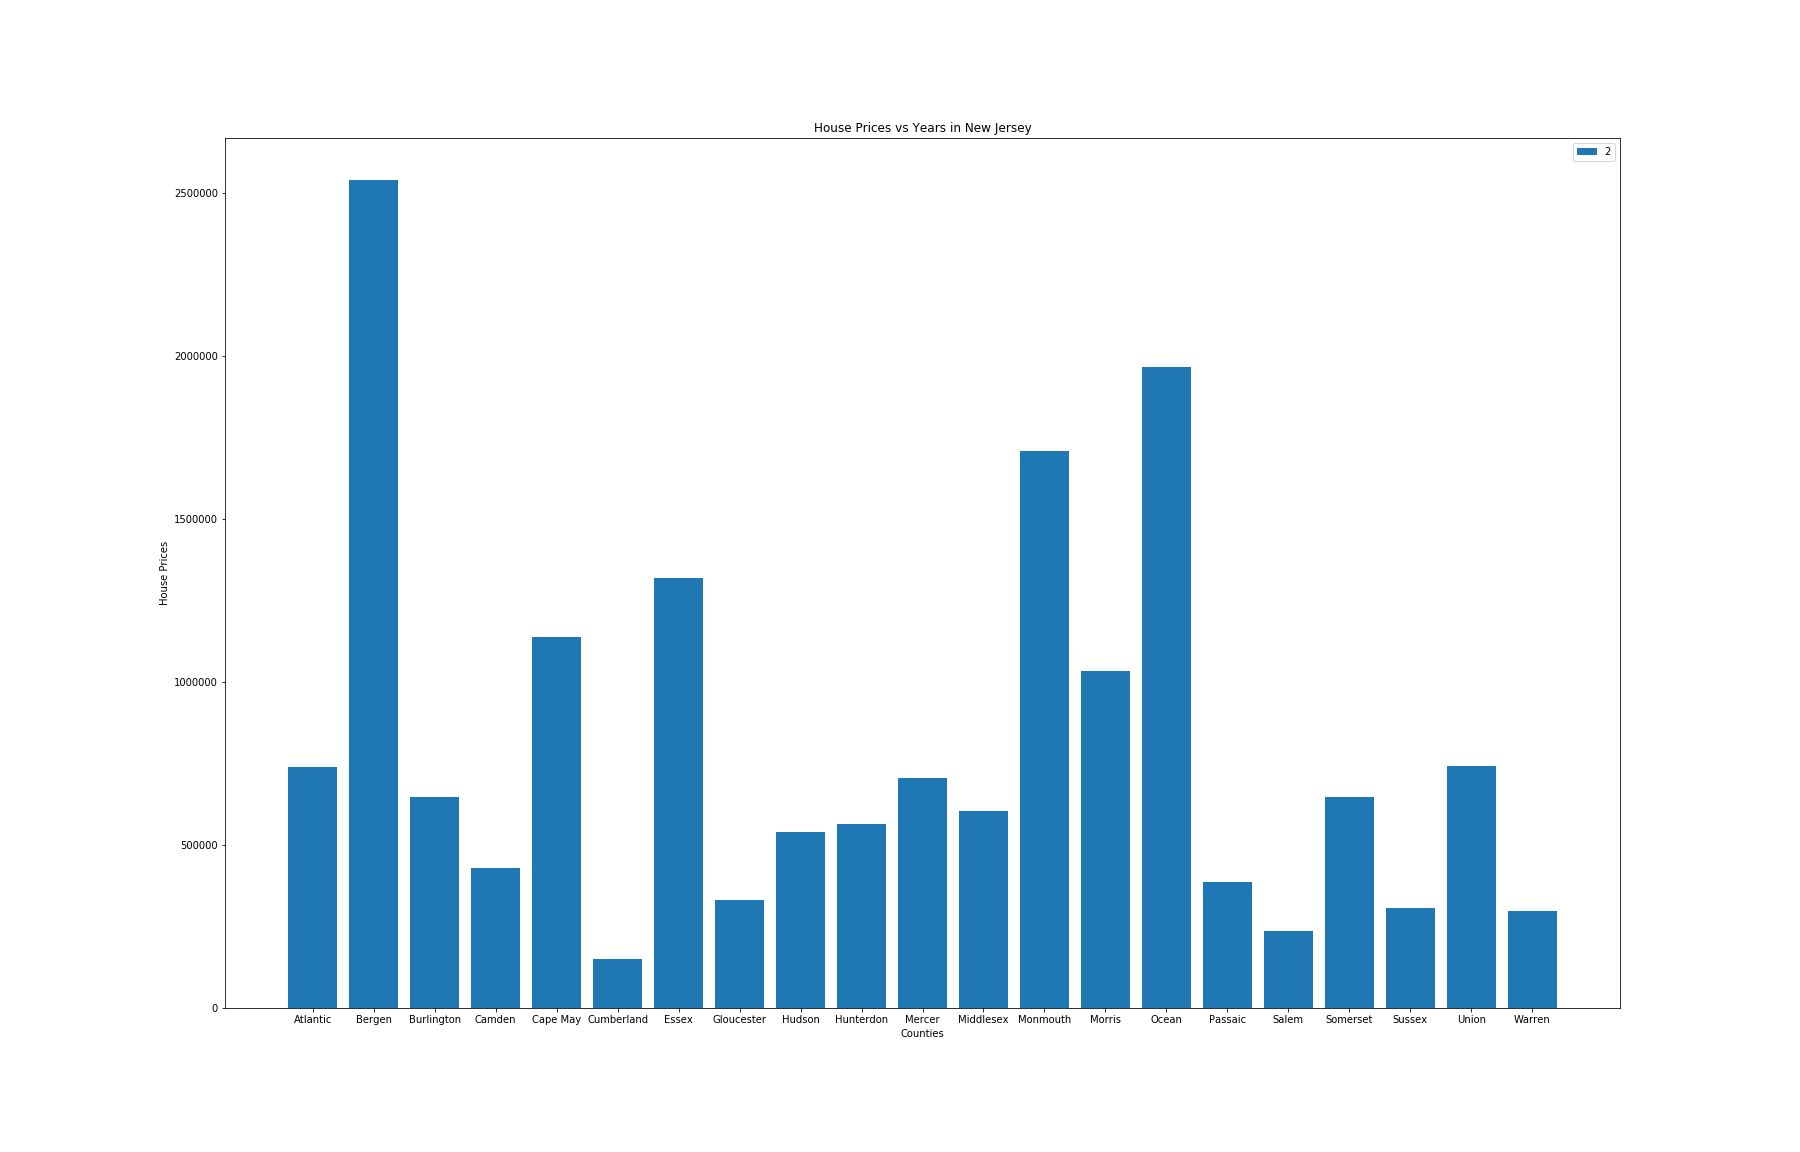 House Prices vs Years in New Jersey
2
2500000
2000000
1500000
1000000
500000
0
House Prices
Atlantic Bergen Burlington Camden Cape May Cumberland Essex Gloucester Hudson Hunterdon Mercer Middlesex Monmouth Morris Ocean Passaic Salem Somerset Sussex Union Warren
Counties